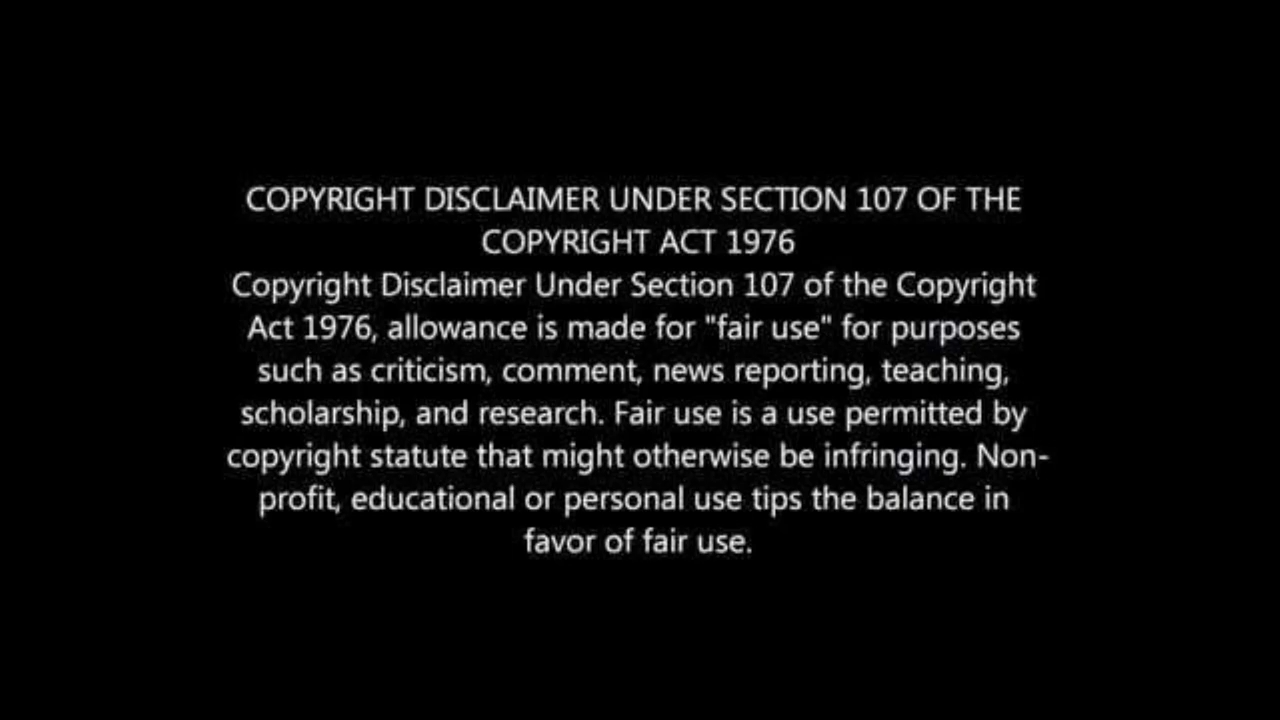 COPYRIGHT DISCLAIMER UNDER SECTION 107 OF THE
COPYRIGHT ACT 1976
Copyright Disclaimer Under Section 107 of the Copyright
Act 1976, allowance is made for "fair use" for purposes
such as criticism, comment, news reporting, teaching,
scholarship, and research. Fair use is a use permitted by
copyright statute that might otherwise be infringing. Non-
profit, educational or personal use tips the balance in
favor of fair use.